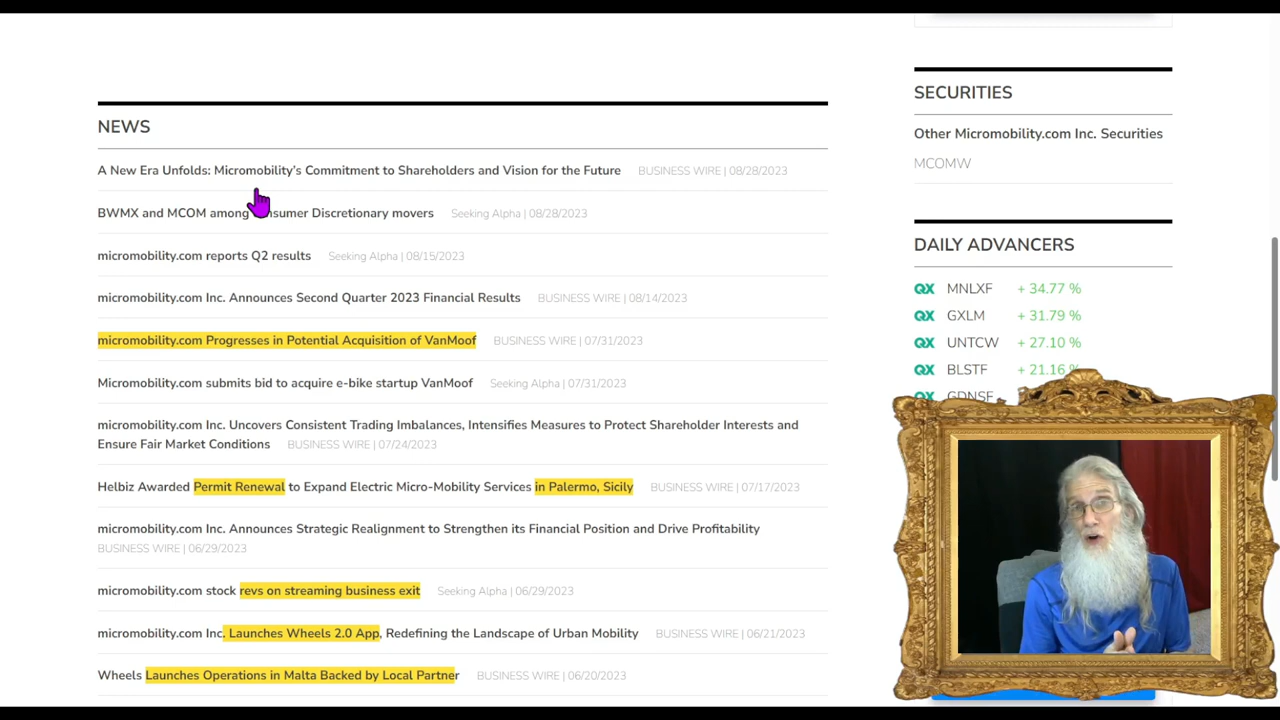 NEWS
A New Era Unfolds: Micromobility's Commitment to Shareholders and Vision for the Future BUSINESS WIRE | 08/28/2023
BWMX and MCOM among Consumer Discretionary movers Seeking Alpha | 08/28/2023
micromobility.com reports Q2 results Seeking Alpha | 08/15/2023
micromobility.com Inc. Announces Second Quarter 2023 Financial Results BUSINESS WIRE | 08/14/2023
micromobility.com Progresses in Potential Acquisition of VanMoof BUSINESS WIRE | 07/31/2023
Micromobility.com submits bid to acquire e-bike startup VanMoof Seeking Alpha | 07/31/2023
micromobility.com Inc. Uncovers Consistent Trading Imbalances, Intensifies Measures to Protect Shareholder Interests and
Ensure Fair Market Conditions BUSINESS WIRE | 07/24/2023
Helbiz Awarded Permit Renewal to Expand Electric Micro-Mobility Services in Palermo, Sicily BUSINESS WIRE | 07/17/2023
micromobility.com Inc. Announces Strategic Realignment to Strengthen its Financial Position and Drive Profitability
BUSINESS WIRE | 06/29/2023
micromobility.com stock revs on streaming business exit Seeking Alpha | 06/29/2023
micromobility.com Inc. Launches Wheels 2.0 App, Redefining the Landscape of Urban Mobility BUSINESS WIRE | 06/21/2023
Wheels Launches Operations in Malta Backed by Local Partner BUSINESS WIRE | 06/20/2023
SECURITIES
Other Micromobility.com Inc. Securities
MCOMW
DAILY ADVANCERS
QX MNLXF + 34.77 %
QX GXLM + 31.79 %
QX UNTCW + 27.10 %
QX BLSTF + 21.16 %
QX GDNSF